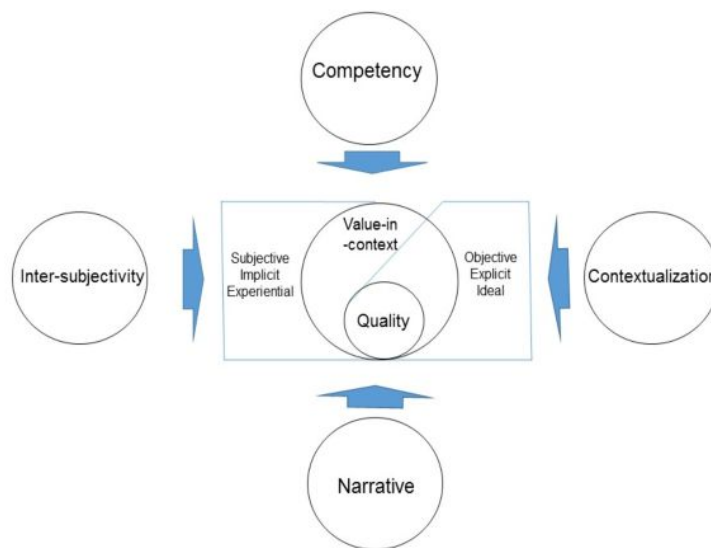 Competency
Value-in
-context
Subjective
Implicit
Experiential
Objective
Explicit
Ideal
Inter-subjectivity
Contextualization
Quality
Narrative